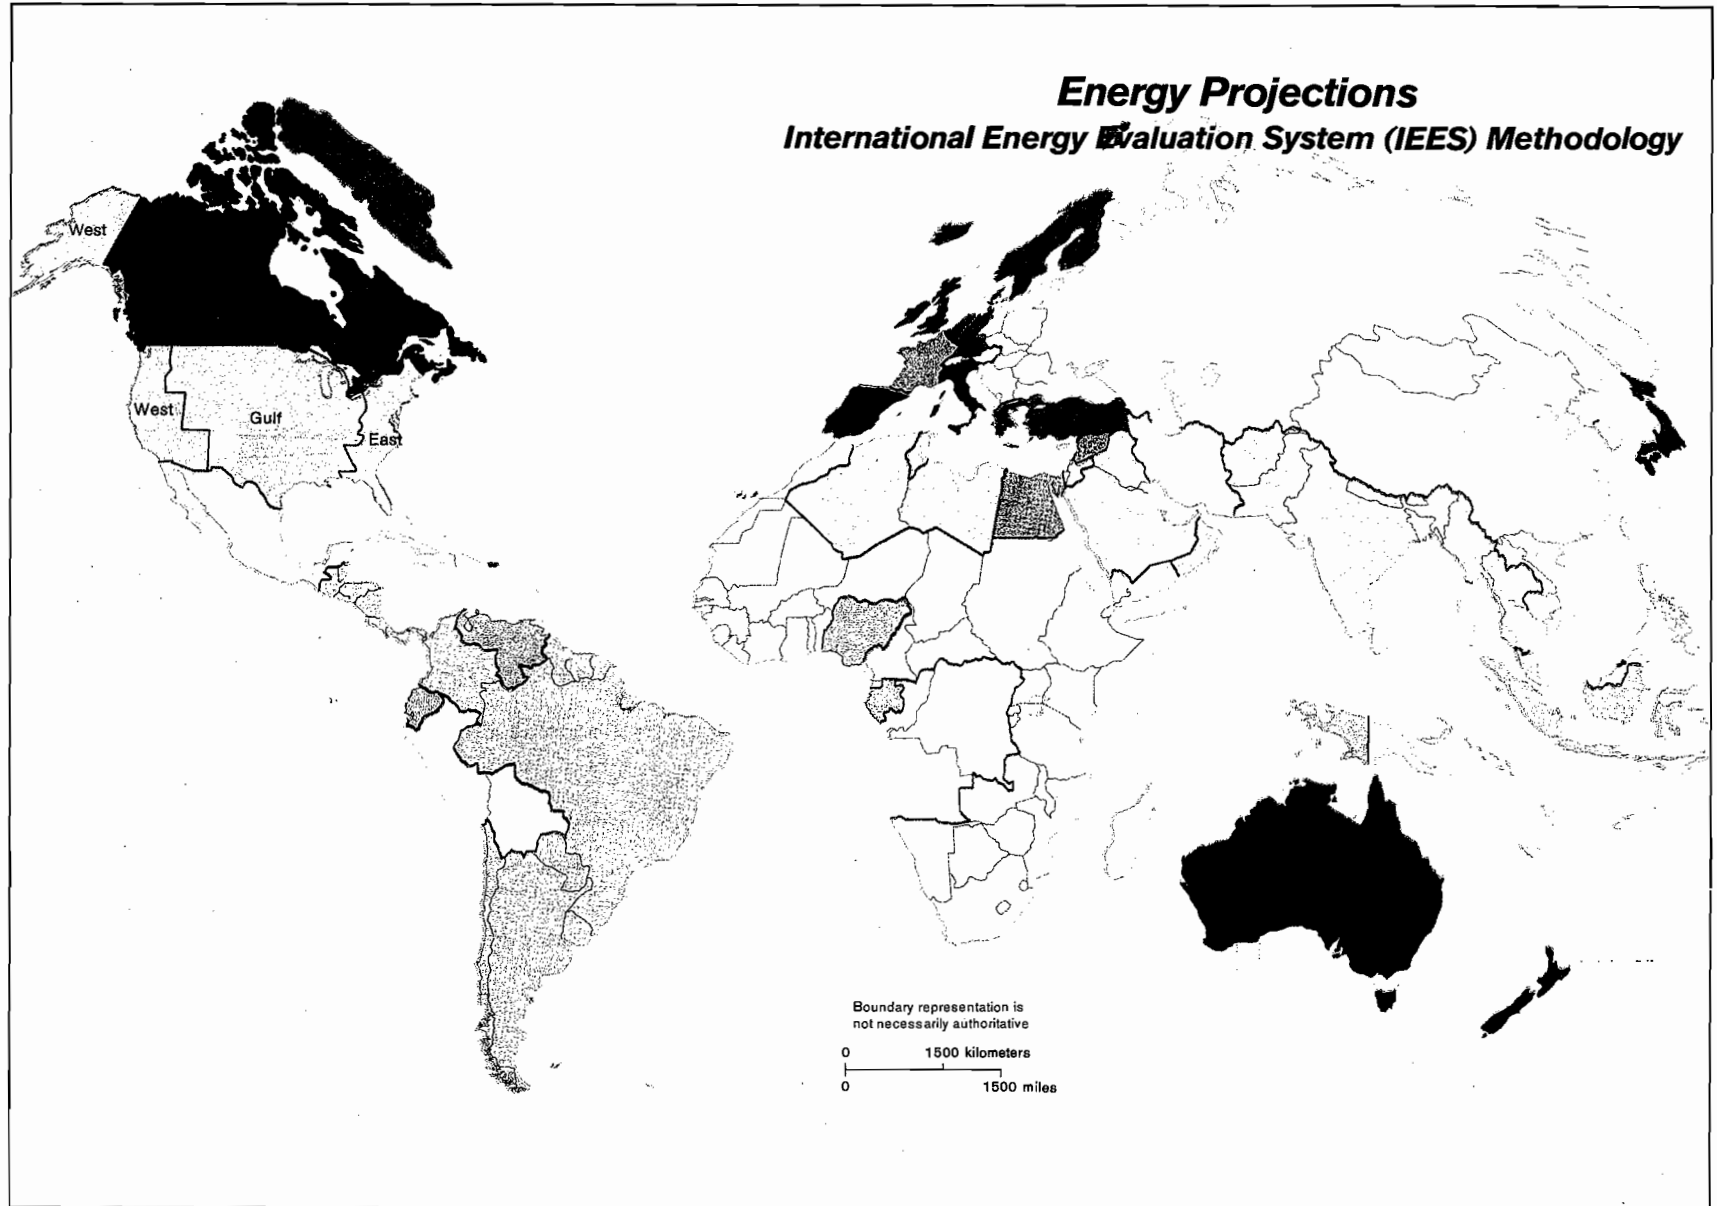 Energy Projections
International Energy Evaluation System (IEES) Methodology
West
West
Gulf
East
Boundary representation is
not necessarily authoritative
0 1500 kilometers
0 1500 miles